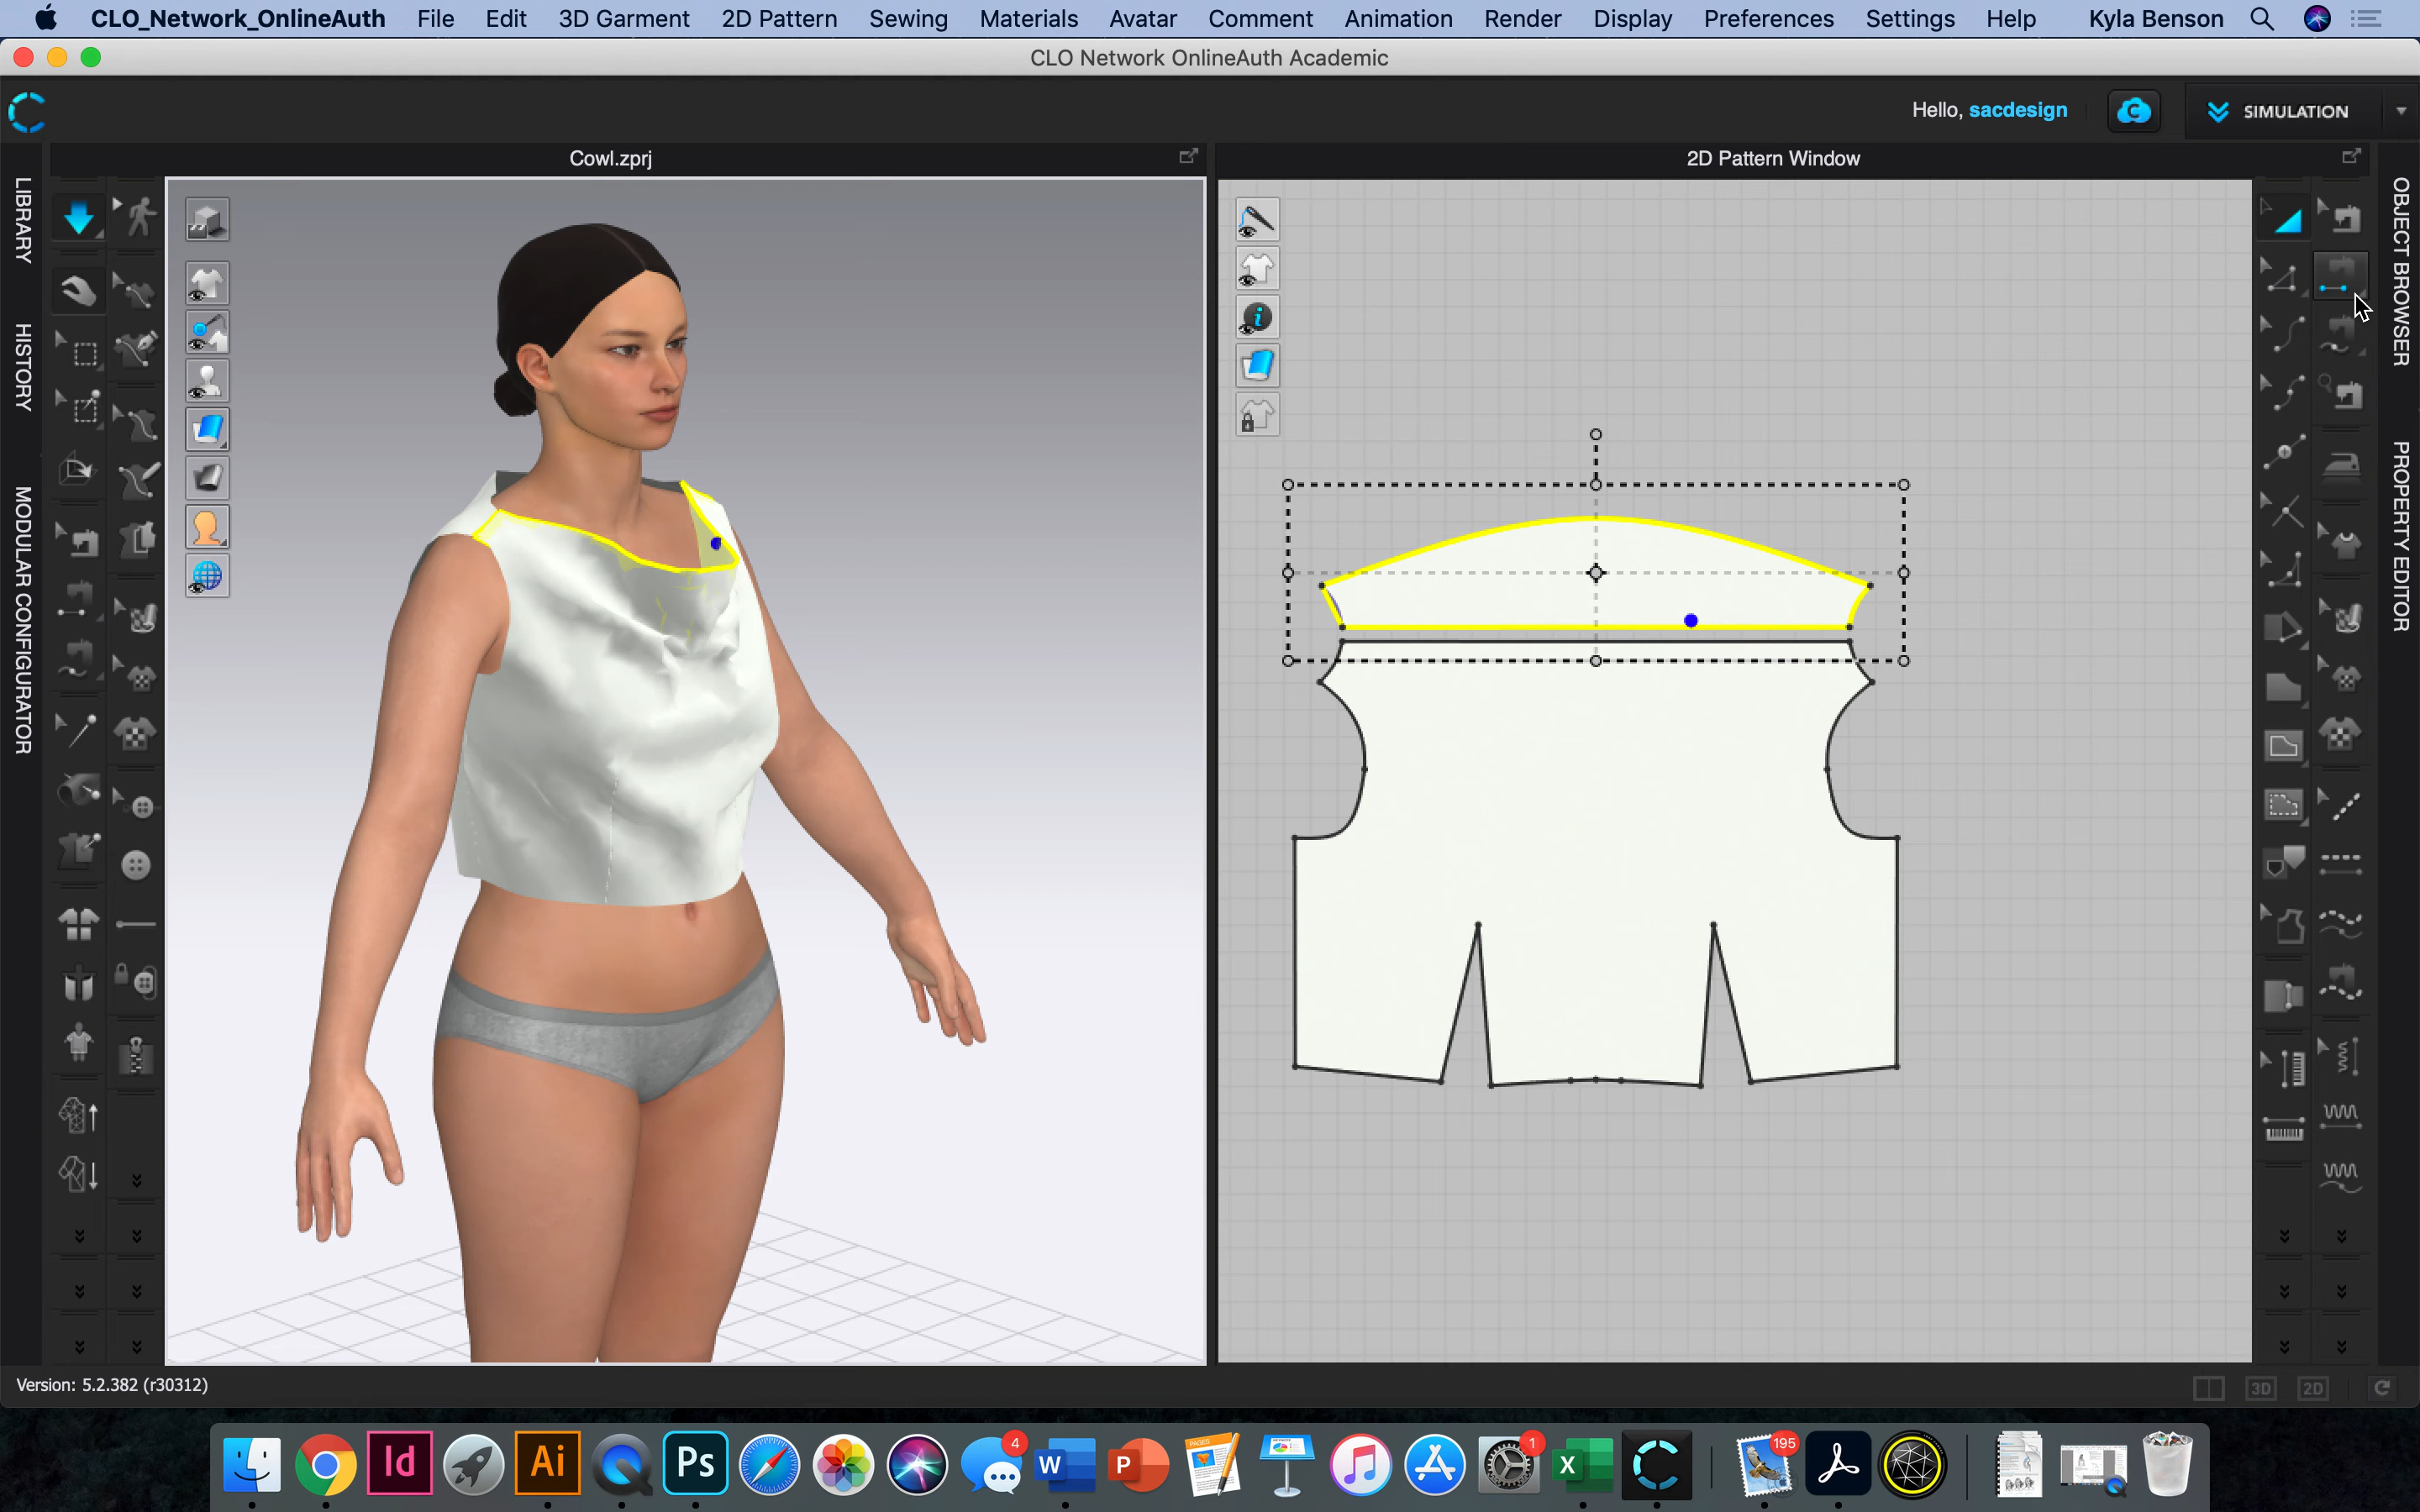 CLO_Network_OnlineAuth File Edit 3D Garment 2D Pattern Sewing Materials Avatar Comment Animation Render Display Preferences Settings Help Kyla Benson
CLO Network OnlineAuth Academic
Hello, sacdesign
SIMULATION
Cowl.zprj
2D Pattern Window
LIBRARY
HISTORY
MODULAR CONFIGURATOR
OBJECT BROWSER
PROPERTY EDITOR
Version: 5.2.382 (r30312)
3D
2D
Id
Ai
Ps
4
W
P
PAGES
1
X
195